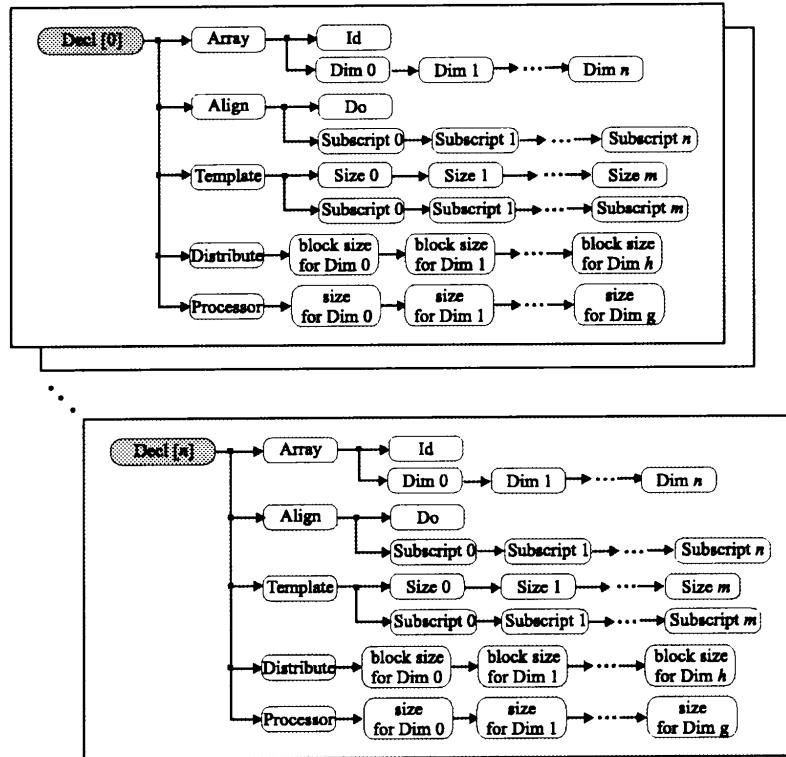 Decl [0] Array Id
Dim 0 Dim 1 Dim n
Align Do
Subscript 0 Subscript 1 Subscript n
Template Size 0 Size 1 Size m
Subscript 0 Subscript 1 Subscript m
Distribute block size for Dim 0 block size for Dim 1 block size for Dim h
Processor size for Dim 0 size for Dim 1 size for Dim g
Decl [n] Array Id
Dim 0 Dim 1 Dim n
Align Do
Subscript 0 Subscript 1 Subscript n
Template Size 0 Size 1 Size m
Subscript 0 Subscript 1 Subscript m
Distribute block size for Dim 0 block size for Dim 1 block size for Dim h
Processor size for Dim 0 size for Dim 1 size for Dim g